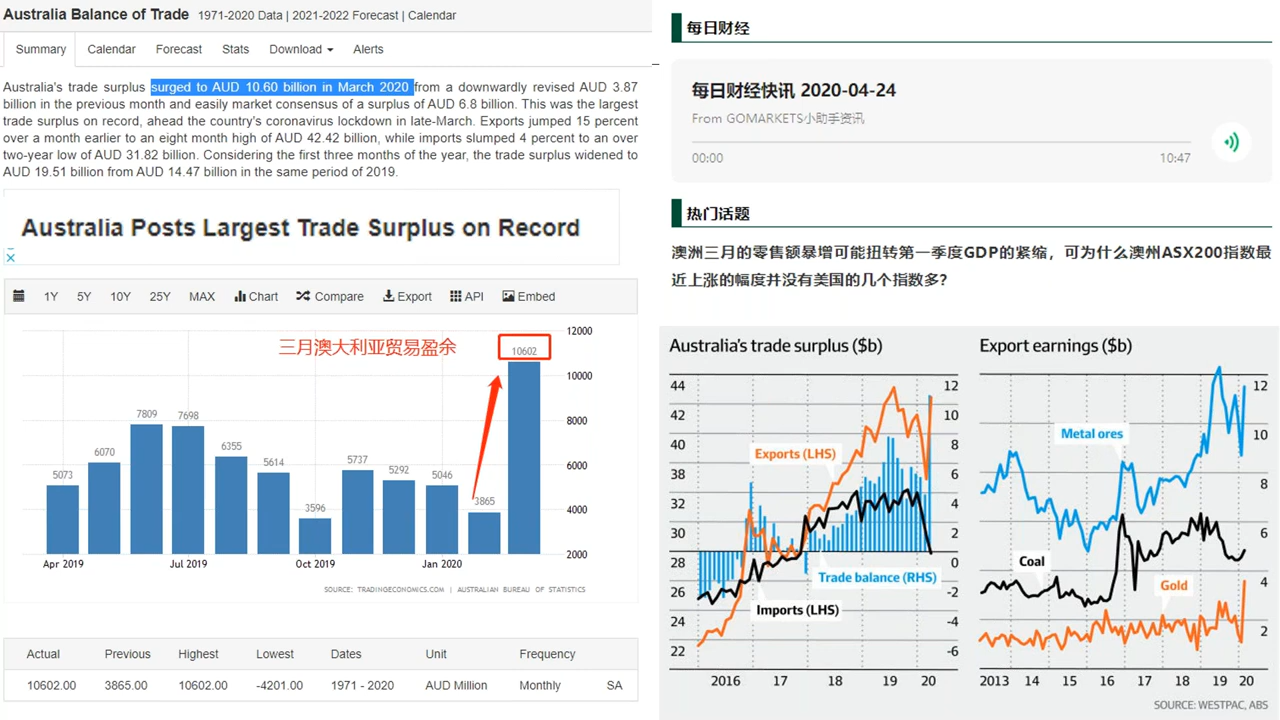 Australia Balance of Trade 1971-2020 Data | 2021-2022 Forecast | Calendar
Summary Calendar Forecast Stats Download Alerts
Australia's trade surplus surged to AUD 10.60 billion in March 2020 from a downwardly revised AUD 3.87
billion in the previous month and easily market consensus of a surplus of AUD 6.8 billion. This was the largest
trade surplus on record, ahead the country's coronavirus lockdown in late-March. Exports jumped 15 percent
over a month earlier to an eight month high of AUD 42.42 billion, while imports slumped 4 percent to an over
two-year low of AUD 31.82 billion. Considering the first three months of the year, the trade surplus widened to
AUD 19.51 billion from AUD 14.47 billion in the same period of 2019.
Australia Posts Largest Trade Surplus on Record
1Y 5Y 10Y 25Y MAX Chart Compare Export API Embed
三月澳大利亚贸易盈余
12000
10000
8000
6000
4000
2000
5073 6070 7809 7698 6355 5614 3596 5737 5292 5046 3865 10602
Apr 2019 Jul 2019 Oct 2019 Jan 2020
SOURCE: TRADINGECONOMICS.COM | AUSTRALIAN BUREAU OF STATISTICS
Actual Previous Highest Lowest Dates Unit Frequency
10602.00 3865.00 10602.00 -4201.00 1971 - 2020 AUD Million Monthly SA
每日财经
每日财经快讯 2020-04-24
From GOMARKETS小助手资讯
00:00 10:47
热门话题
澳洲三月的零售额暴增可能扭转第一季度GDP的紧缩，可为什么澳州ASX200指数最
近上涨的幅度并没有美国的几个指数多？
Australia's trade surplus ($b)
44 12
42 10
40 8
38 6
32 4
30 2
28 0
26 -2
24 -4
22 -6
Exports (LHS)
Trade balance (RHS)
Imports (LHS)
2016 17 18 19 20
Export earnings ($b)
12
10
8
6
4
2
Metal ores
Coal
Gold
2013 14 15 16 17 18 19 20
SOURCE: WESTPAC, ABS